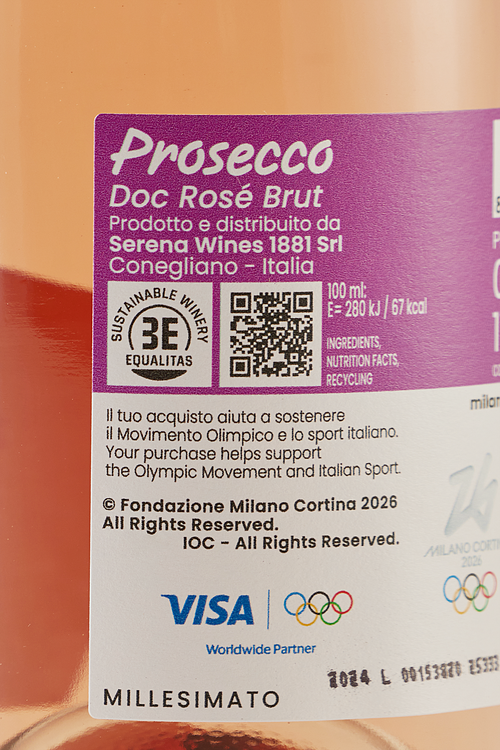 Prosecco
Doc Rosé Brut
Prodotto e distribuito da
Serena Wines 1881 Srl
Conegliano - Italia
SUSTAINABLE WINERY
3E
EQUALITAS
100 ml:
E= 280 kJ / 67 kcal
INGREDIENTS,
NUTRITION FACTS,
RECYCLING
Il tuo acquisto aiuta a sostenere
il Movimento Olimpico e lo sport italiano.
Your purchase helps support
the Olympic Movement and Italian Sport.
© Fondazione Milano Cortina 2026
All Rights Reserved.
IOC - All Rights Reserved.
VISA
Worldwide Partner
MILANO CORTIN
2026
2024 L
MILLESIMATO